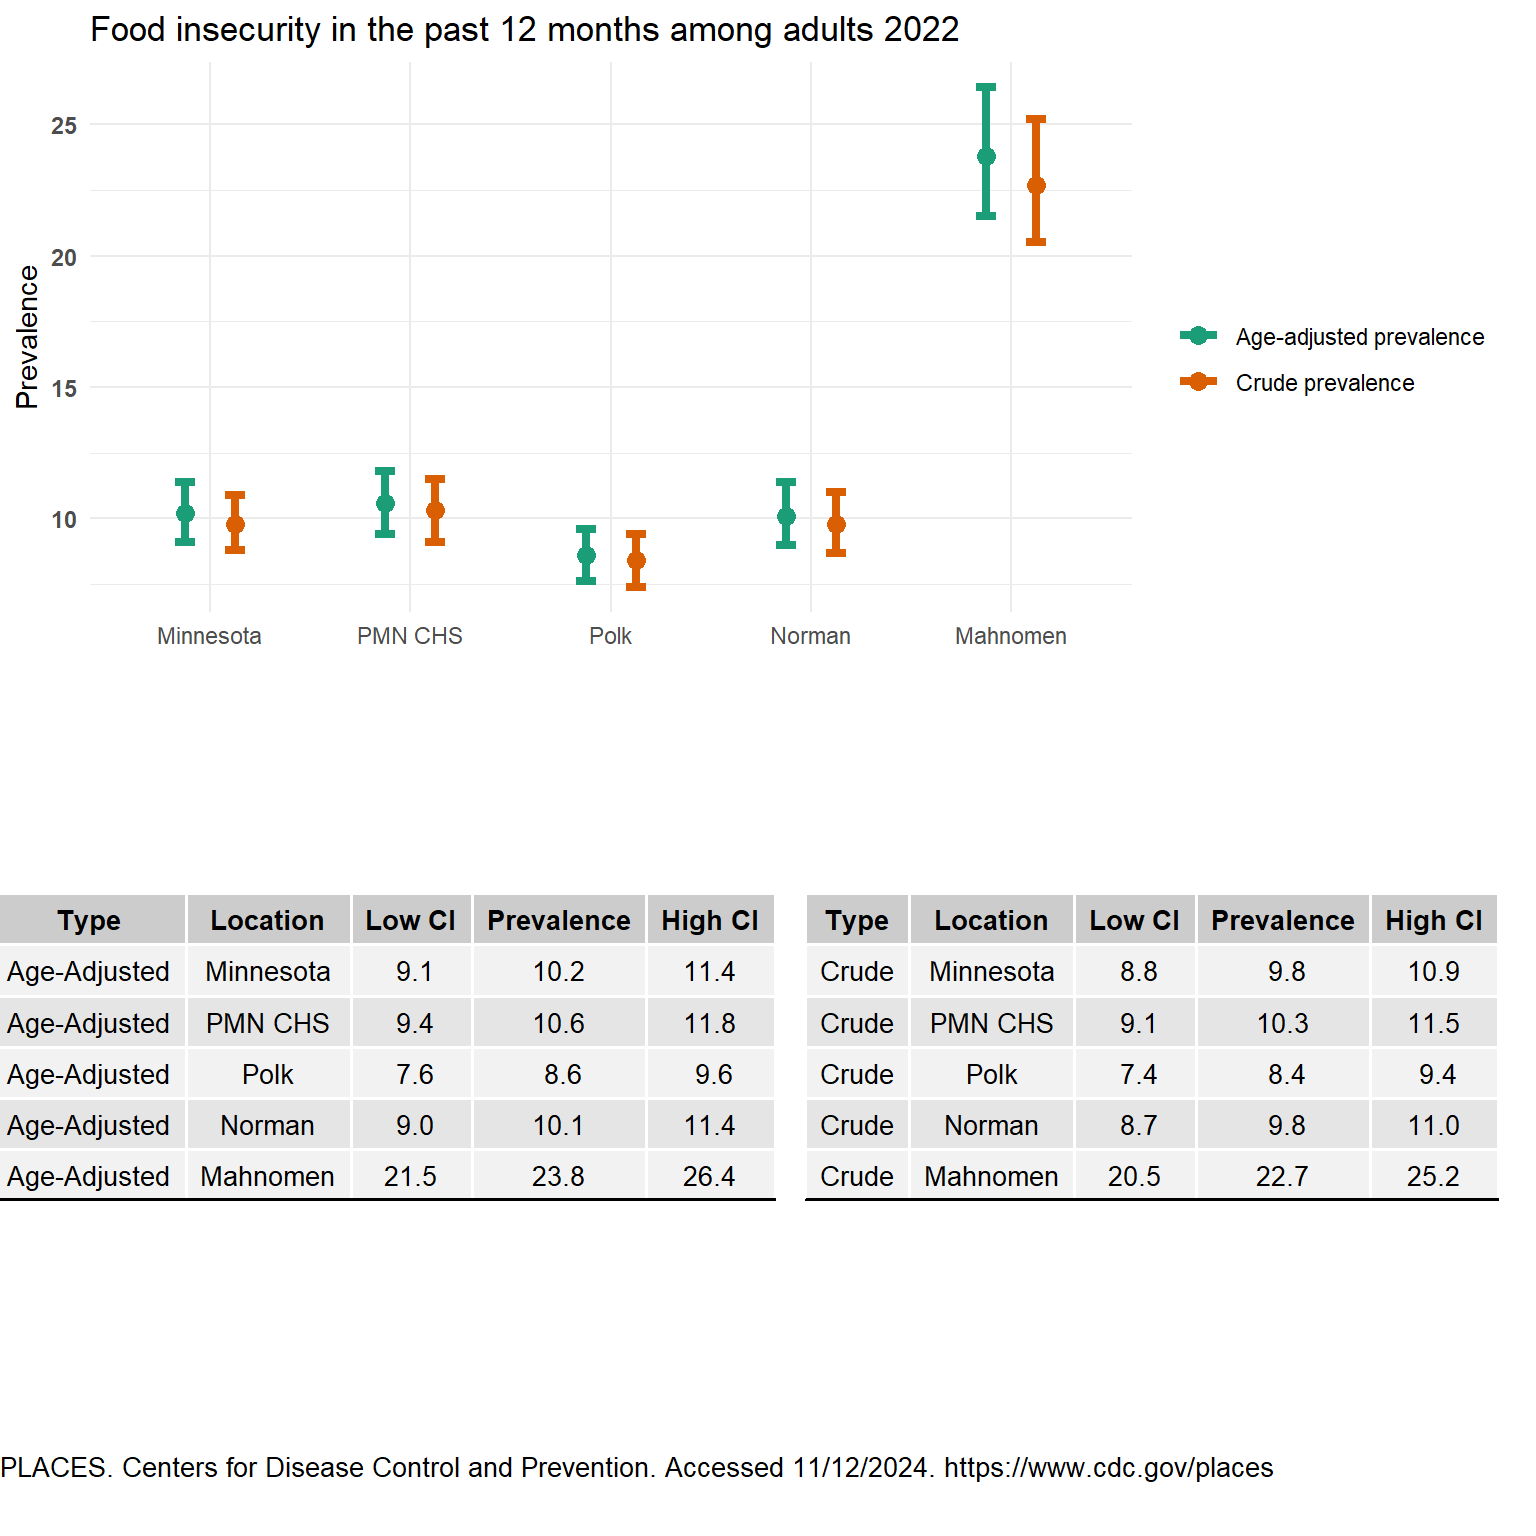 Food insecurity in the past 12 months among adults 2022
Prevalence
25
20
15
10
Minnesota PMN CHS Polk Norman Mahnomen
Age-adjusted prevalence
Crude prevalence
Type Location Low CI Prevalence High CI
Age-Adjusted Minnesota 9.1 10.2 11.4
Age-Adjusted PMN CHS 9.4 10.6 11.8
Age-Adjusted Polk 7.6 8.6 9.6
Age-Adjusted Norman 9.0 10.1 11.4
Age-Adjusted Mahnomen 21.5 23.8 26.4
Type Location Low CI Prevalence High CI
Crude Minnesota 8.8 9.8 10.9
Crude PMN CHS 9.1 10.3 11.5
Crude Polk 7.4 8.4 9.4
Crude Norman 8.7 9.8 11.0
Crude Mahnomen 20.5 22.7 25.2
PLACES. Centers for Disease Control and Prevention. Accessed 11/12/2024. https://www.cdc.gov/places